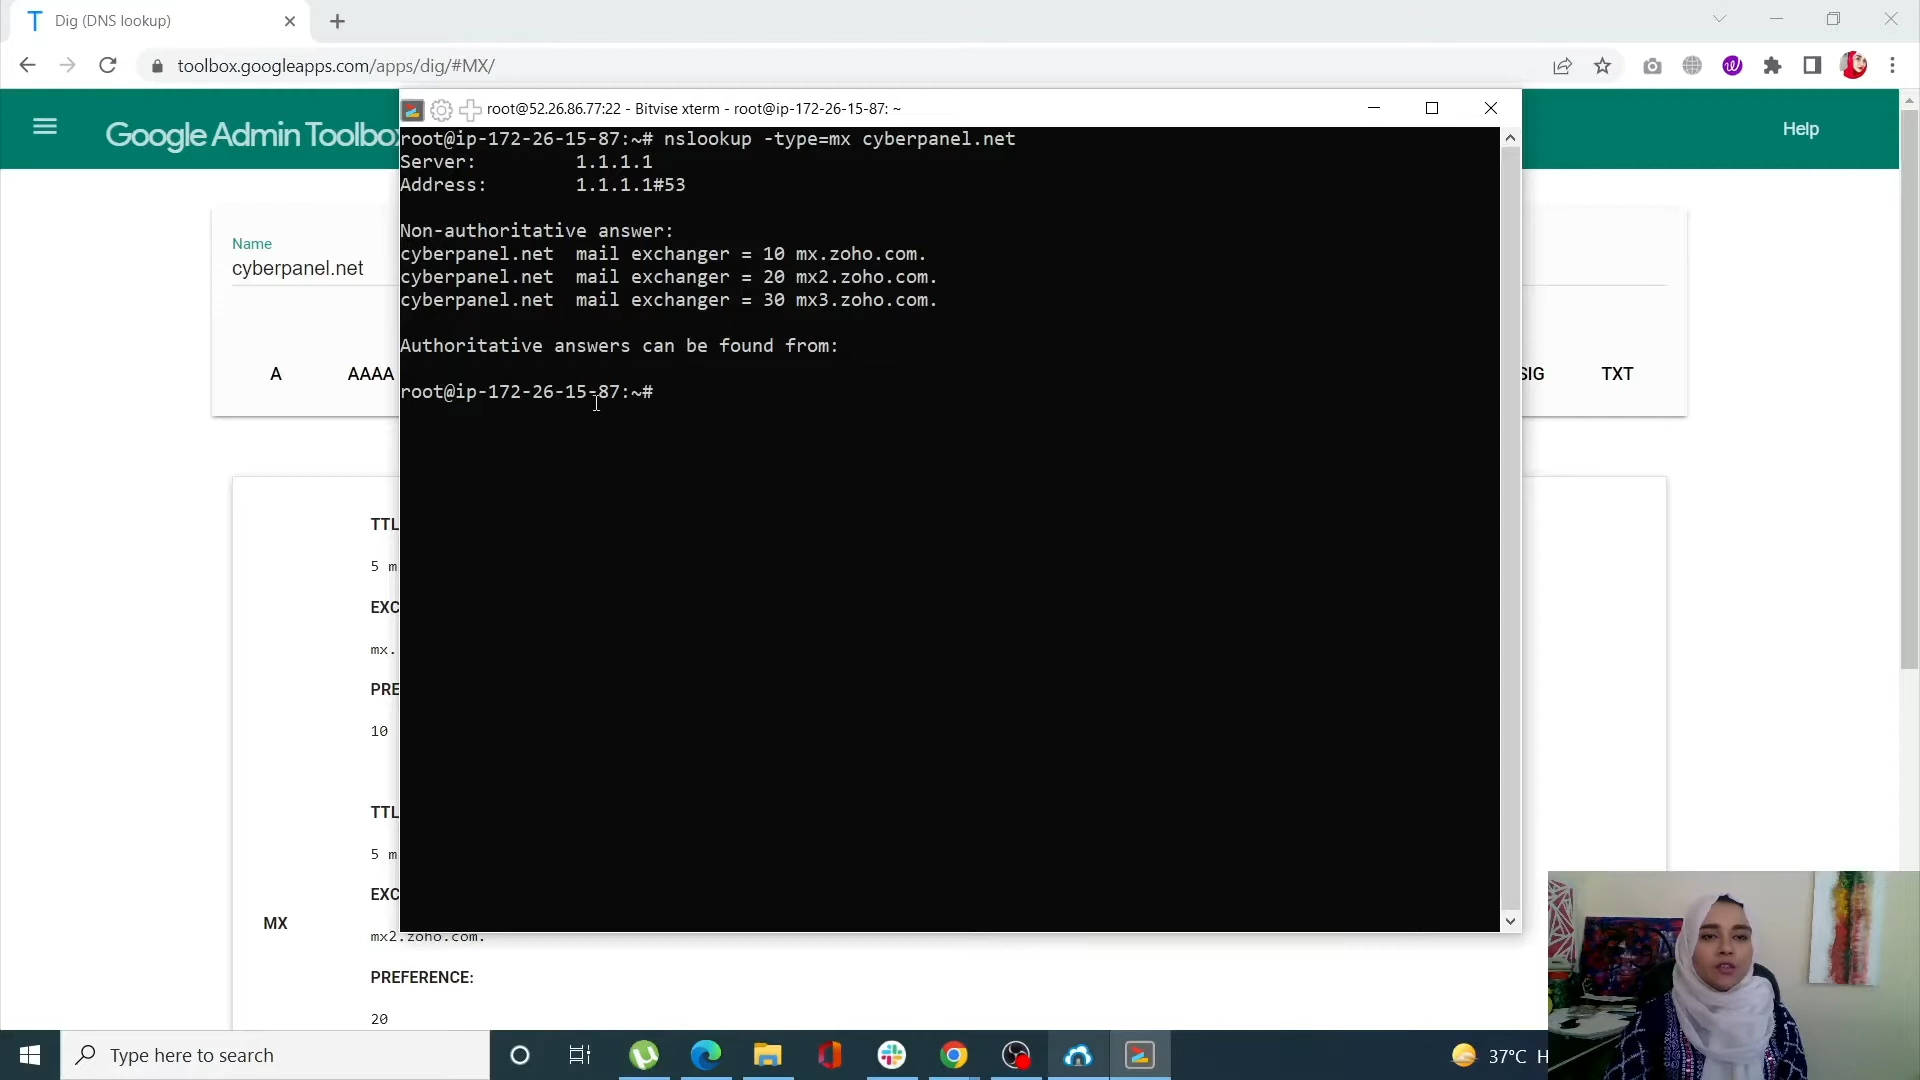 Dig (DNS lookup)
toolbox.googleapps.com/apps/dig/#MX/
root@52.26.86.77:22 - Bitvise xterm - root@ip-172-26-15-87: ~
Google Admin Toolbox
Help
root@ip-172-26-15-87:~# nslookup -type=mx cyberpanel.net
Server: 1.1.1.1
Address: 1.1.1.1#53
Non-authoritative answer:
cyberpanel.net mail exchanger = 10 mx.zoho.com.
cyberpanel.net mail exchanger = 20 mx2.zoho.com.
cyberpanel.net mail exchanger = 30 mx3.zoho.com.
Authoritative answers can be found from:
root@ip-172-26-15-87:~#
Name
cyberpanel.net
A AAAA SIG TXT
TTL
5 m
EXC
mx.
PRE
10
TTL
5 m
EXC
MX
mx2.zoho.com.
PREFERENCE:
20
Type here to search
37°C H